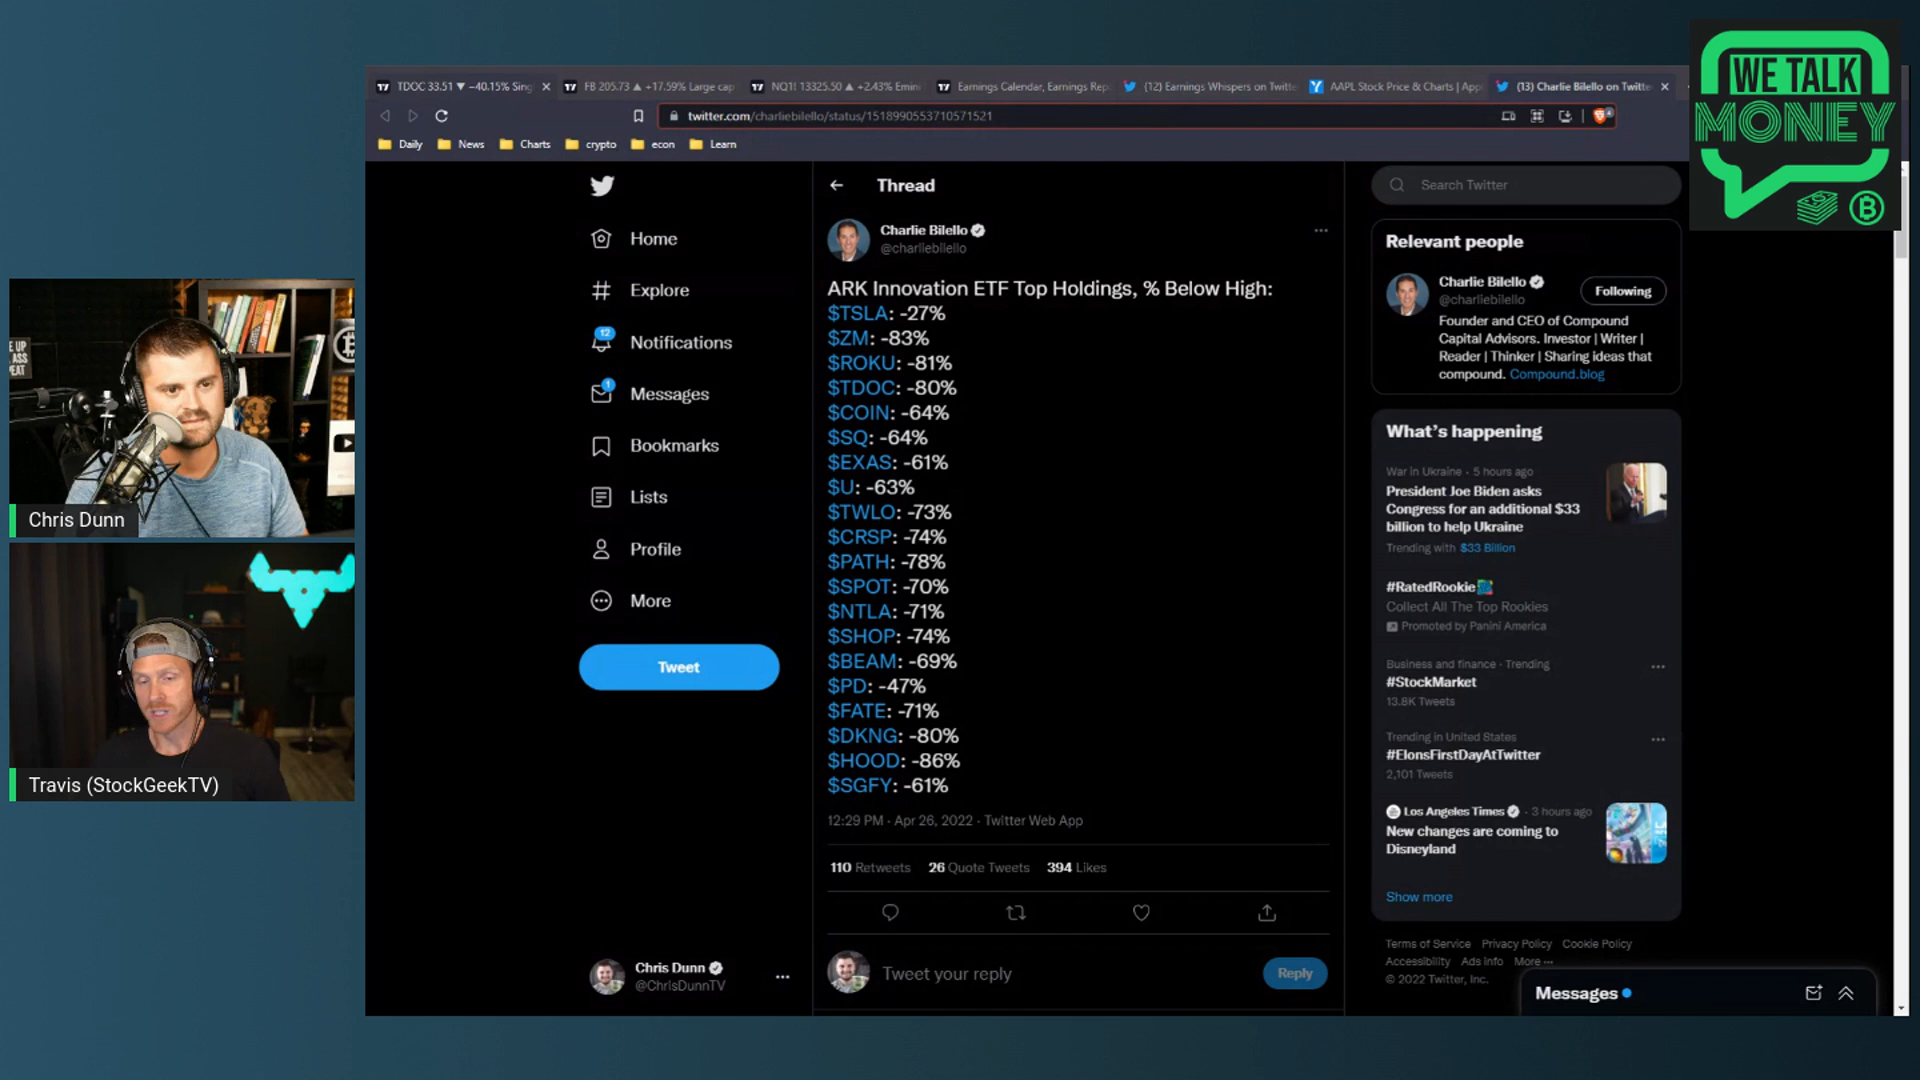 TDOC 33.51 ▼ −40.15% Sing
FB 205.73 ▲ +17.59% Large cap
NQ1! 13325.50 ▲ +2.43% Emini
Earnings Calendar, Earnings Rep
(12) Earnings Whispers on Twitte
AAPL Stock Price & Charts | App
(13) Charlie Bilello on Twitte
twitter.com/charliebilello/status/1518990553710571521
Daily
News
Charts
crypto
econ
Learn
WE TALK
MONEY
Home
Explore
12
Notifications
1
Messages
Bookmarks
Lists
Profile
More
Tweet
Chris Dunn
@ChrisDunnTV
Thread
Charlie Bilello
@charliebilello
ARK Innovation ETF Top Holdings, % Below High:
$TSLA: -27%
$ZM: -83%
$ROKU: -81%
$TDOC: -80%
$COIN: -64%
$SQ: -64%
$EXAS: -61%
$U: -63%
$TWLO: -73%
$CRSP: -74%
$PATH: -78%
$SPOT: -70%
$NTLA: -71%
$SHOP: -74%
$BEAM: -69%
$PD: -47%
$FATE: -71%
$DKNG: -80%
$HOOD: -86%
$SGFY: -61%
12:29 PM · Apr 26, 2022 · Twitter Web App
110 Retweets 26 Quote Tweets 394 Likes
Tweet your reply
Reply
Search Twitter
Relevant people
Charlie Bilello
@charliebilello
Following
Founder and CEO of Compound
Capital Advisors. Investor | Writer |
Reader | Thinker | Sharing ideas that
compound. Compound.blog
What's happening
War in Ukraine · 5 hours ago
President Joe Biden asks
Congress for an additional $33
billion to help Ukraine
Trending with $33 Billion
#RatedRookie
Collect All The Top Rookies
Promoted by Panini America
Business and finance · Trending
#StockMarket
13.8K Tweets
Trending in United States
#ElonsFirstDayAtTwitter
2,101 Tweets
Los Angeles Times · 3 hours ago
New changes are coming to
Disneyland
Show more
Terms of Service Privacy Policy Cookie Policy
Accessibility Ads info More ···
© 2022 Twitter, Inc.
Messages
E UP
ASS
PEAT
Chris Dunn
Travis (StockGeekTV)